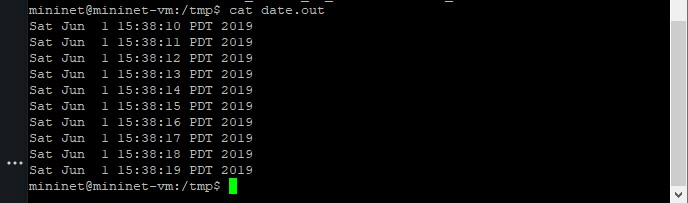 mininet@mininet-vm:/tmp$ cat date.out
Sat Jun  1 15:38:10 PDT 2019
Sat Jun  1 15:38:11 PDT 2019
Sat Jun  1 15:38:12 PDT 2019
Sat Jun  1 15:38:13 PDT 2019
Sat Jun  1 15:38:14 PDT 2019
Sat Jun  1 15:38:15 PDT 2019
Sat Jun  1 15:38:16 PDT 2019
Sat Jun  1 15:38:17 PDT 2019
Sat Jun  1 15:38:18 PDT 2019
Sat Jun  1 15:38:19 PDT 2019
mininet@mininet-vm:/tmp$